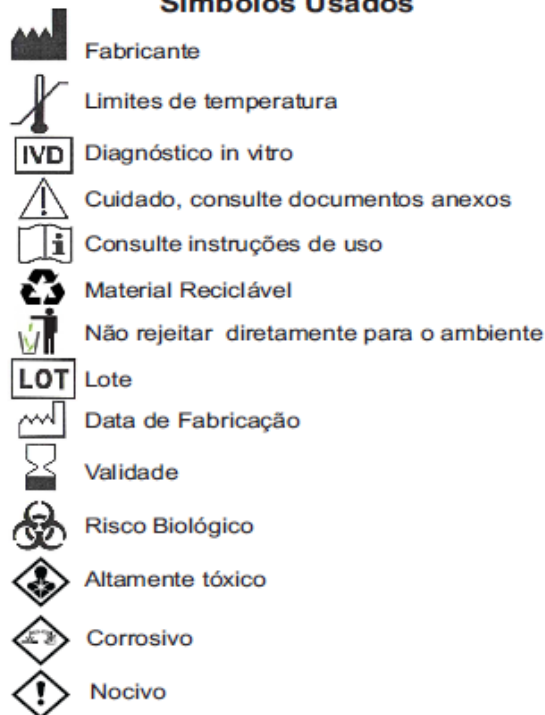 Símbolos Usados
Fabricante
Limites de temperatura
IVD Diagnóstico in vitro
Cuidado, consulte documentos anexos
Consulte instruções de uso
Material Reciclável
Não rejeitar diretamente para o ambiente
LOT Lote
Data de Fabricação
Validade
Risco Biológico
Altamente tóxico
Corrosivo
Nocivo